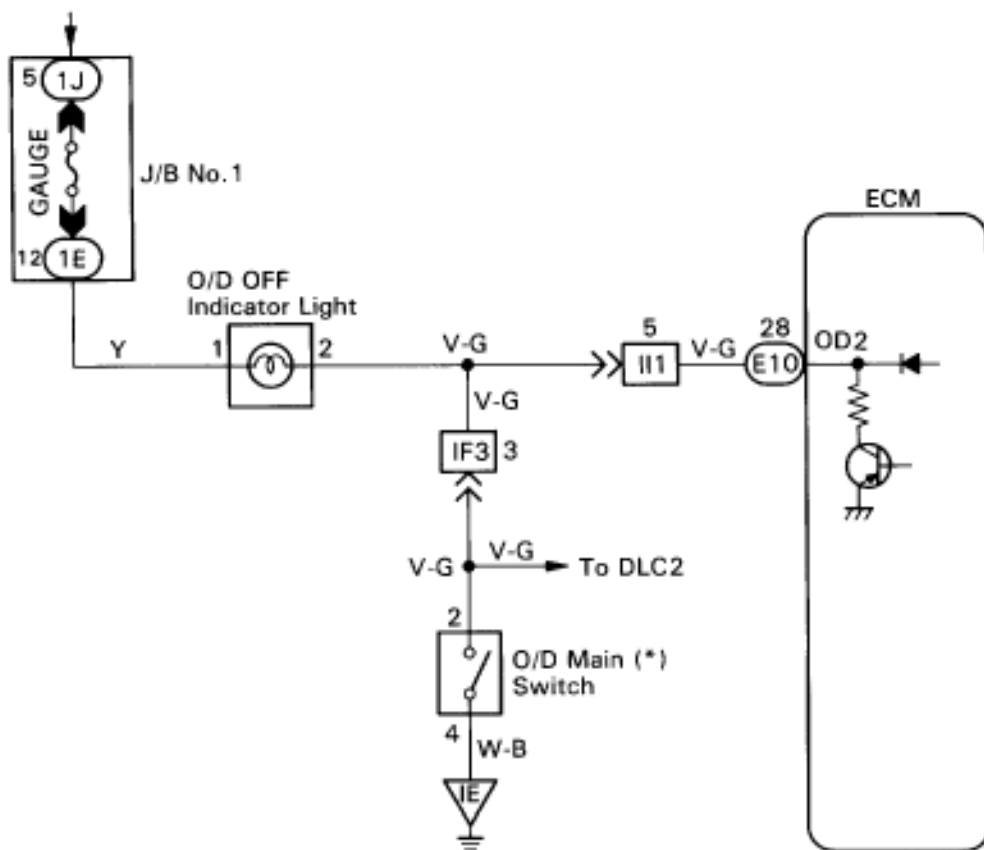 5
1J
GAUGE
J/B No.1
12
1E
ECM
O/D OFF
Indicator Light
Y
1
2
V-G
5
II1
V-G
28
E10
OD2
V-G
IF3
3
V-G
V-G
To DLC2
2
O/D Main (*)
Switch
4
W-B
IE